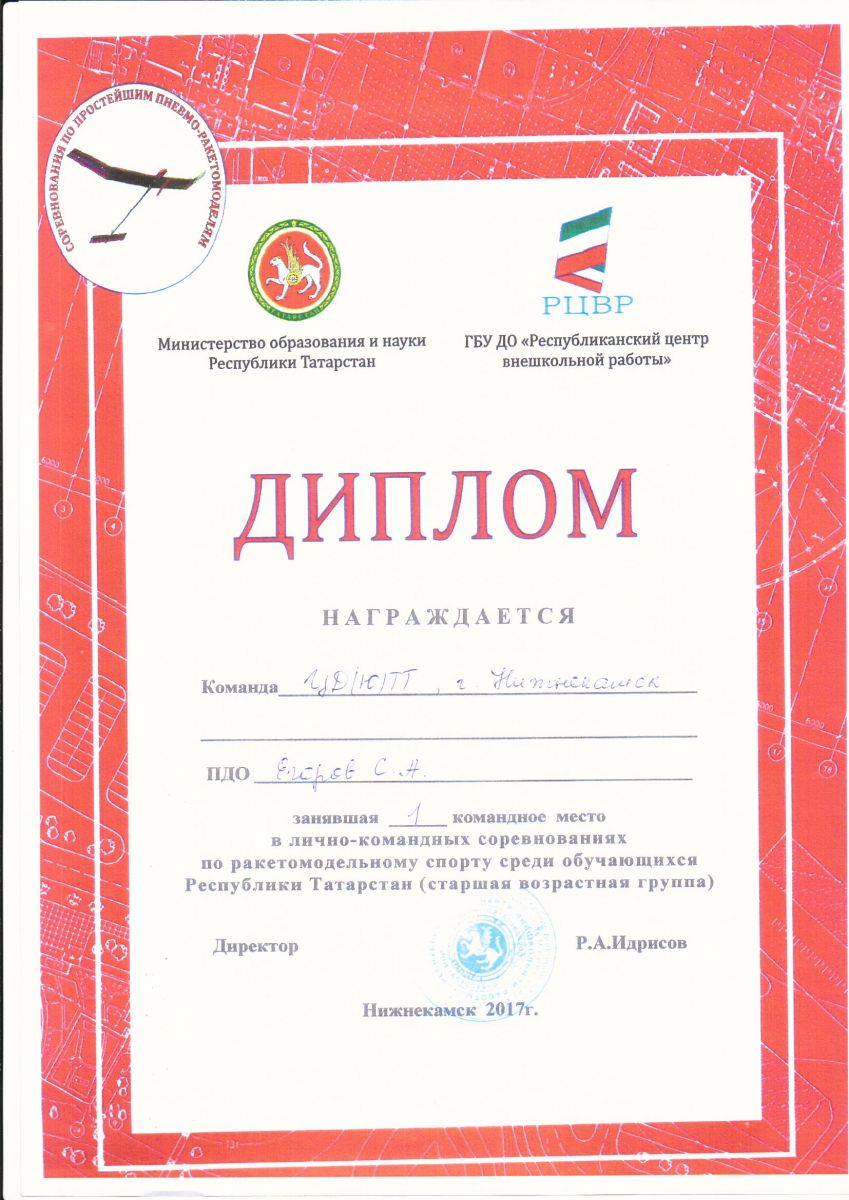 СОРЕВНОВАНИЯ ПО ПРОСТЕЙШИМ ПНЕВМО-РАКЕТОМОДЕЛЯМ
ТАТАРСТАН
РЦВР
Министерство образования и науки
Республики Татарстан
ГБУ ДО «Республиканский центр
внешкольной работы»
ДИПЛОМ
НАГРАЖДАЕТСЯ
Команда ЦД(Ю)ТТ, г. Нижнекамск
ПДО Егоров С.А.
занявшая 1 командное место
в лично-командных соревнованиях
по ракетомодельному спорту среди обучающихся
Республики Татарстан (старшая возрастная группа)
Директор Р.А.Идрисов
Нижнекамск 2017г.